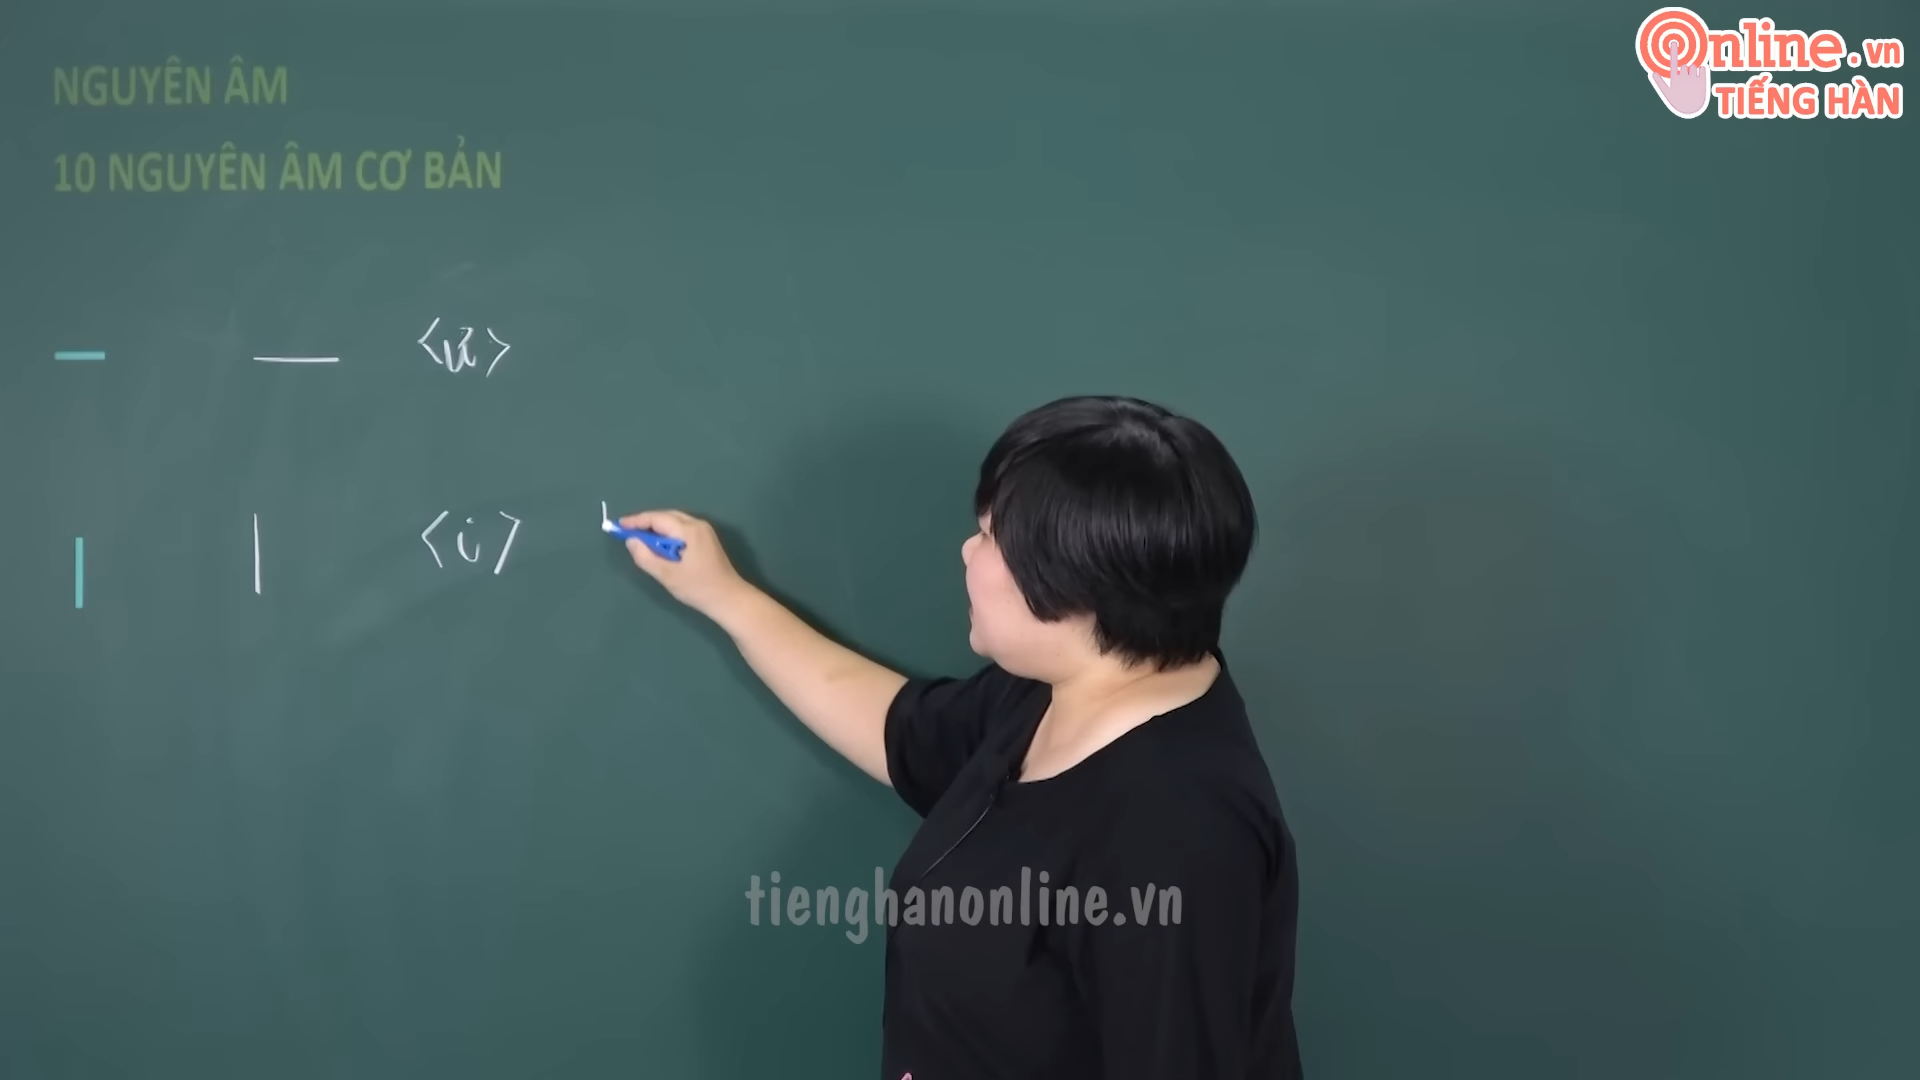 Online.vn
TIẾNG HÀN
NGUYÊN ÂM
10 NGUYÊN ÂM CƠ BẢN
ㅡ ㅡ <ư>
ㅣ ㅣ <i>
tienghanonline.vn